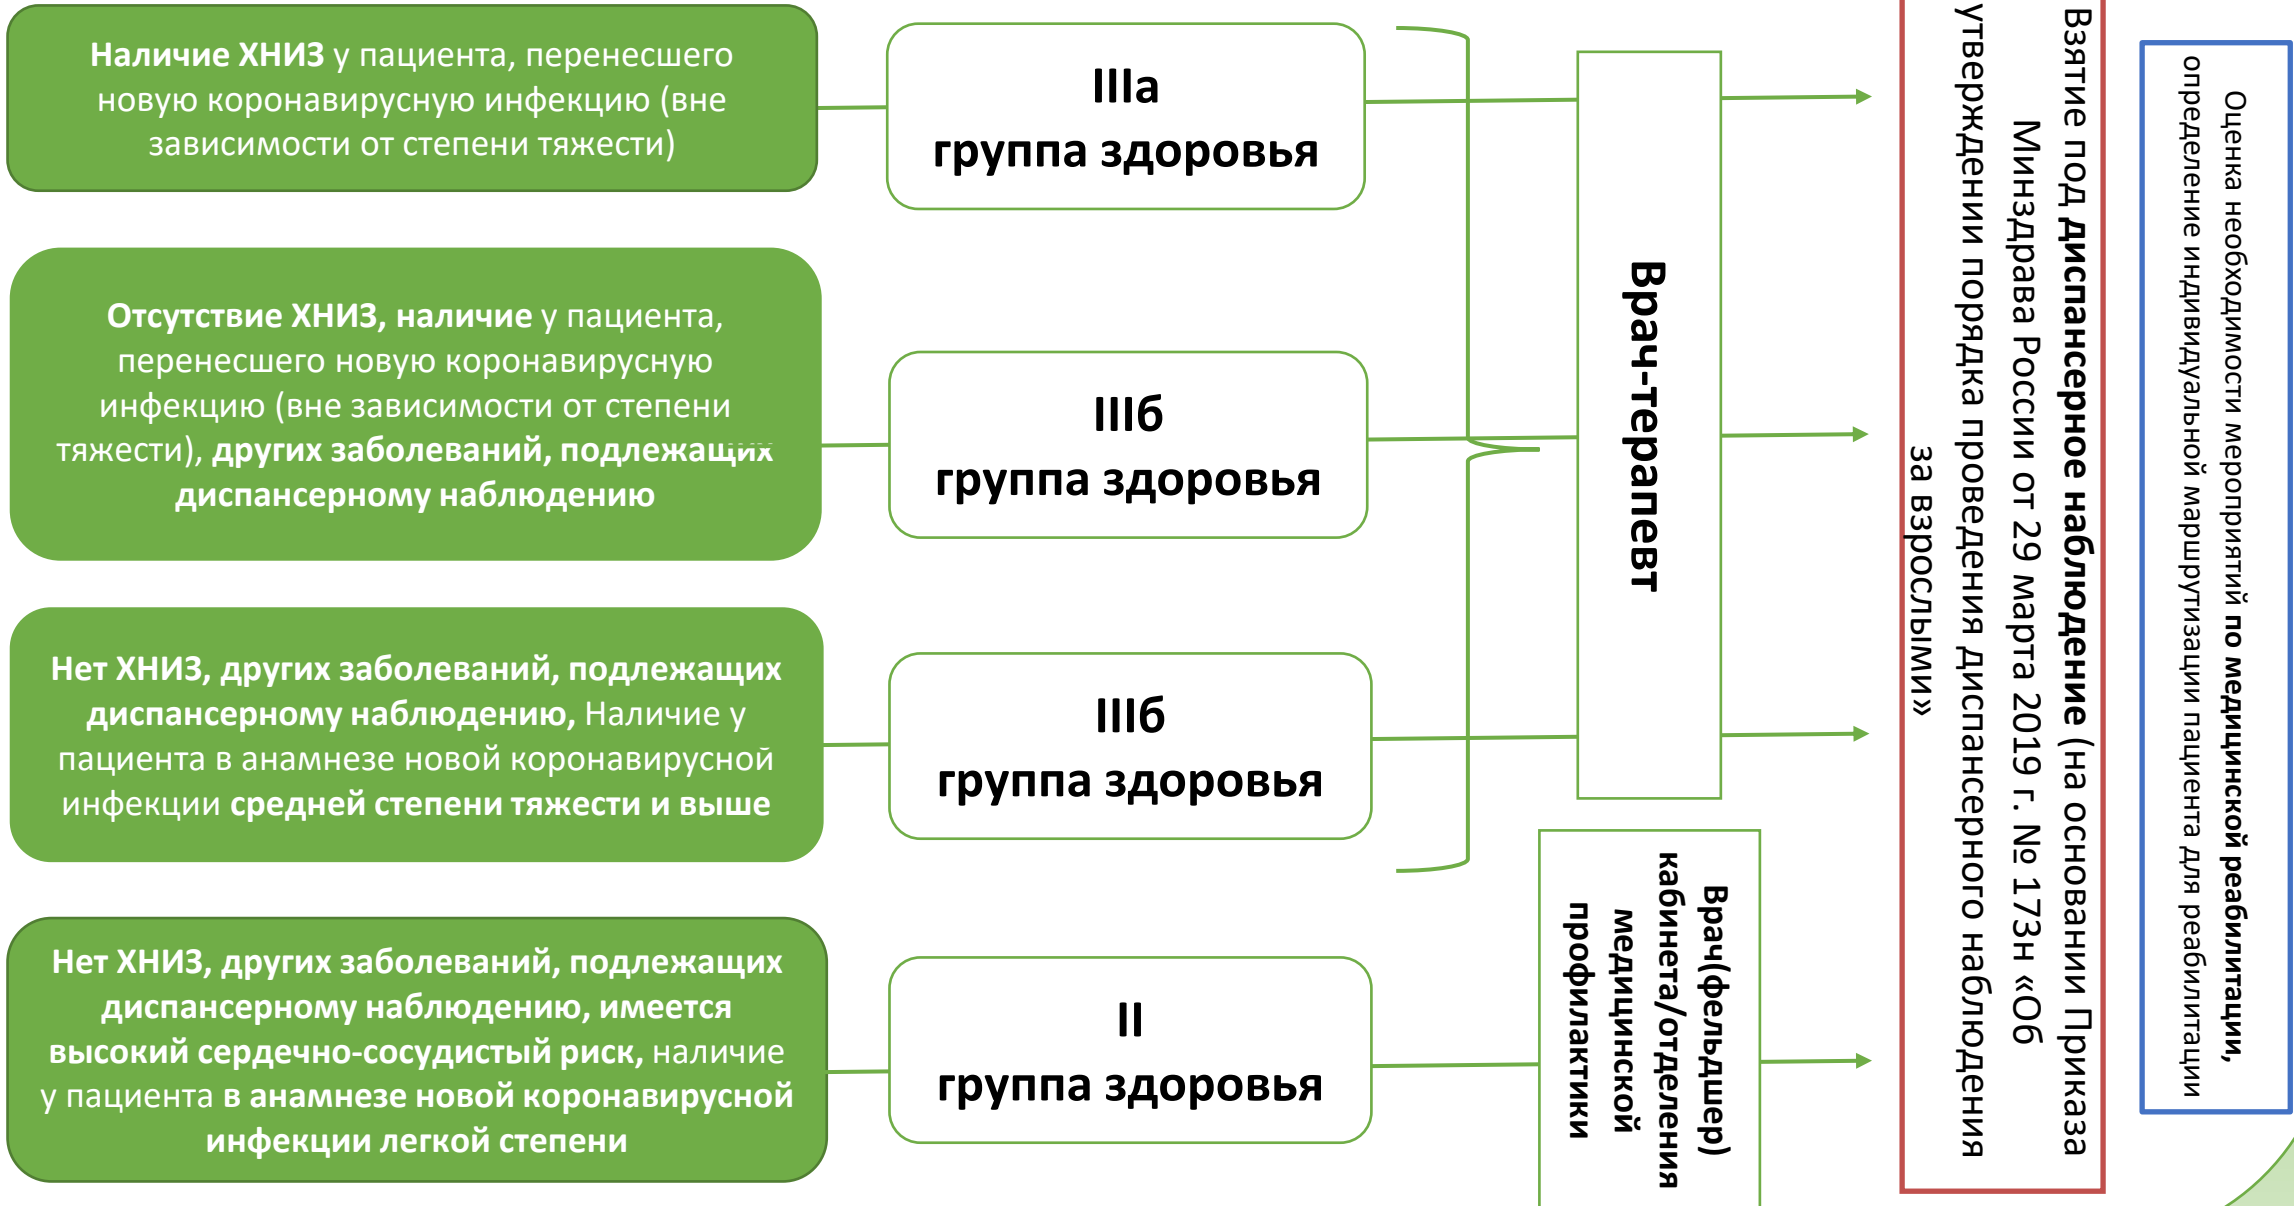 Наличие ХНИЗ у пациента, перенесшего
новую коронавирусную инфекцию (вне
зависимости от степени тяжести)
IIIа
группа здоровья
Отсутствие ХНИЗ, наличие у пациента,
перенесшего новую коронавирусную
инфекцию (вне зависимости от степени
тяжести), других заболеваний, подлежащих
диспансерному наблюдению
IIIб
группа здоровья
Нет ХНИЗ, других заболеваний, подлежащих
диспансерному наблюдению, Наличие у
пациента в анамнезе новой коронавирусной
инфекции средней степени тяжести и выше
IIIб
группа здоровья
Нет ХНИЗ, других заболеваний, подлежащих
диспансерному наблюдению, имеется
высокий сердечно-сосудистый риск, наличие
у пациента в анамнезе новой коронавирусной
инфекции легкой степени
II
группа здоровья
Врач-терапевт
Врач(фельдшер)
кабинета/отделения
медицинской
профилактики
Взятие под диспансерное наблюдение (на основании Приказа
Минздрава России от 29 марта 2019 г. № 173н «Об
утверждении порядка проведения диспансерного наблюдения
за взрослыми»
Оценка необходимости мероприятий по медицинской реабилитации,
определение индивидуальной маршрутизации пациента для реабилитации